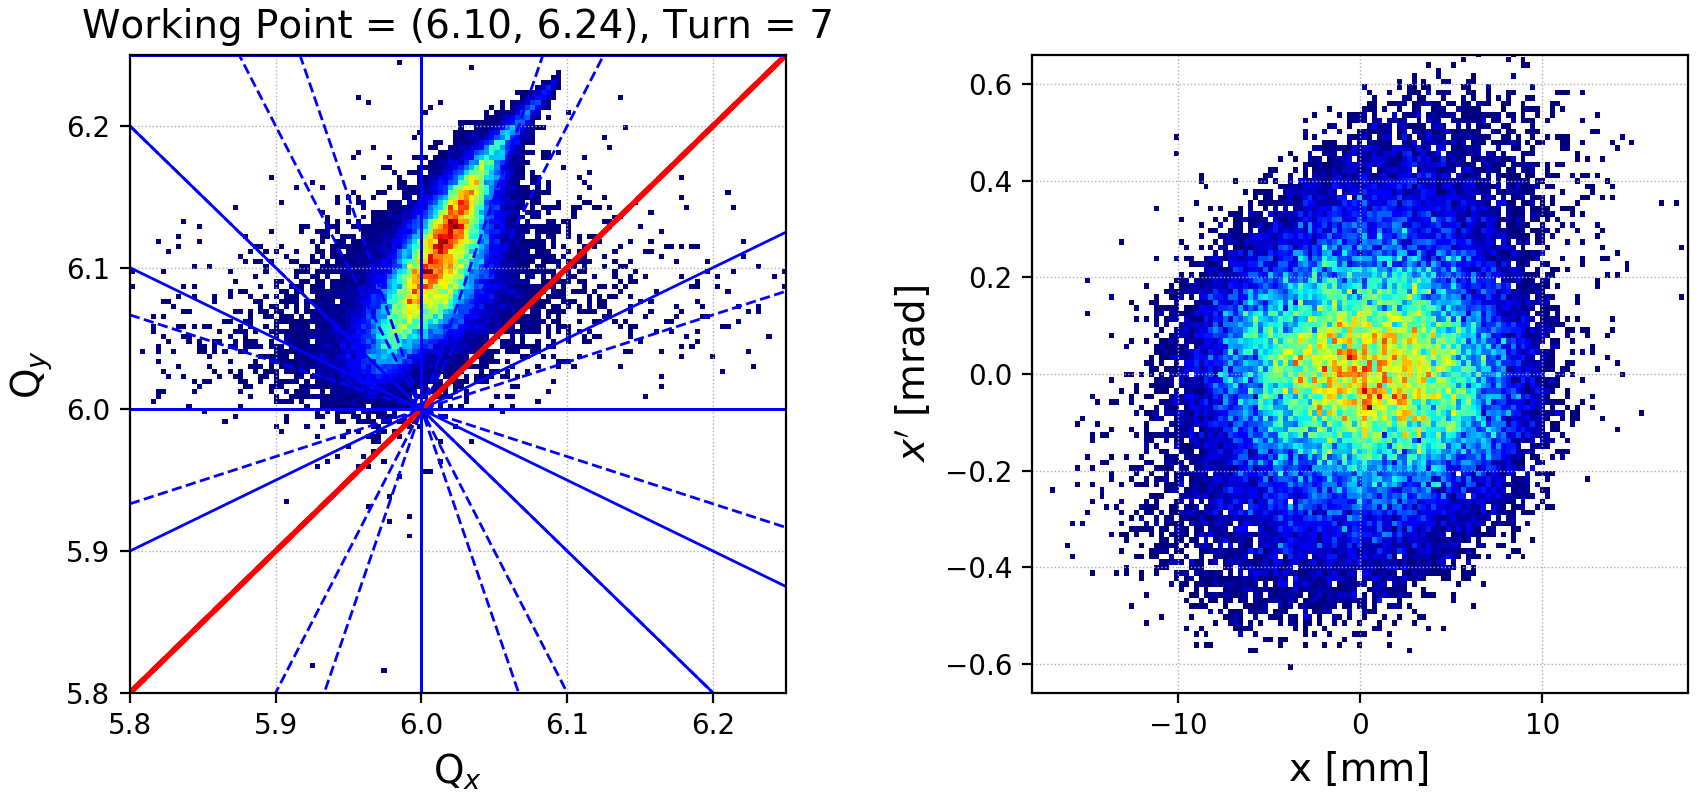 Working Point = (6.10, 6.24), Turn = 7
6.2
6.1
6.0
5.9
5.8
Qy
5.8 5.9 6.0 6.1 6.2
Qx
0.6
0.4
0.2
0.0
−0.2
−0.4
−0.6
x′ [mrad]
−10 0 10
x [mm]